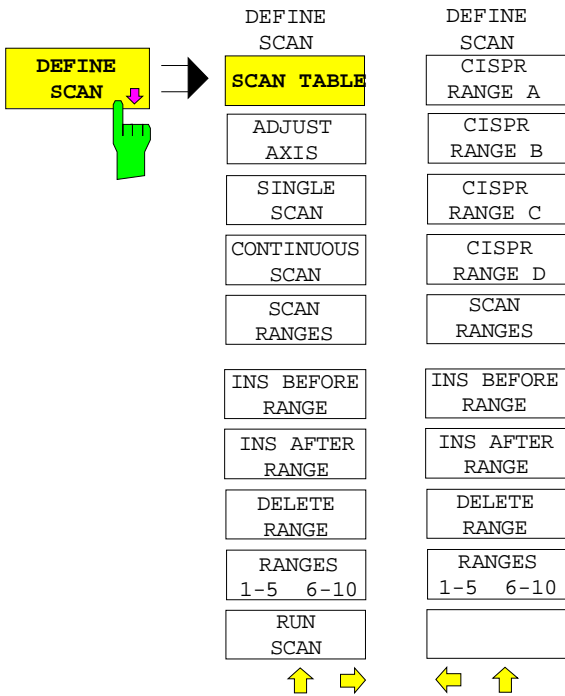 DEFINE
SCAN
DEFINE
SCAN
SCAN TABLE
ADJUST
AXIS
SINGLE
SCAN
CONTINUOUS
SCAN
SCAN
RANGES
INS BEFORE
RANGE
INS AFTER
RANGE
DELETE
RANGE
RANGES
1-5 6-10
RUN
SCAN
DEFINE
SCAN
CISPR
RANGE A
CISPR
RANGE B
CISPR
RANGE C
CISPR
RANGE D
SCAN
RANGES
INS BEFORE
RANGE
INS AFTER
RANGE
DELETE
RANGE
RANGES
1-5 6-10